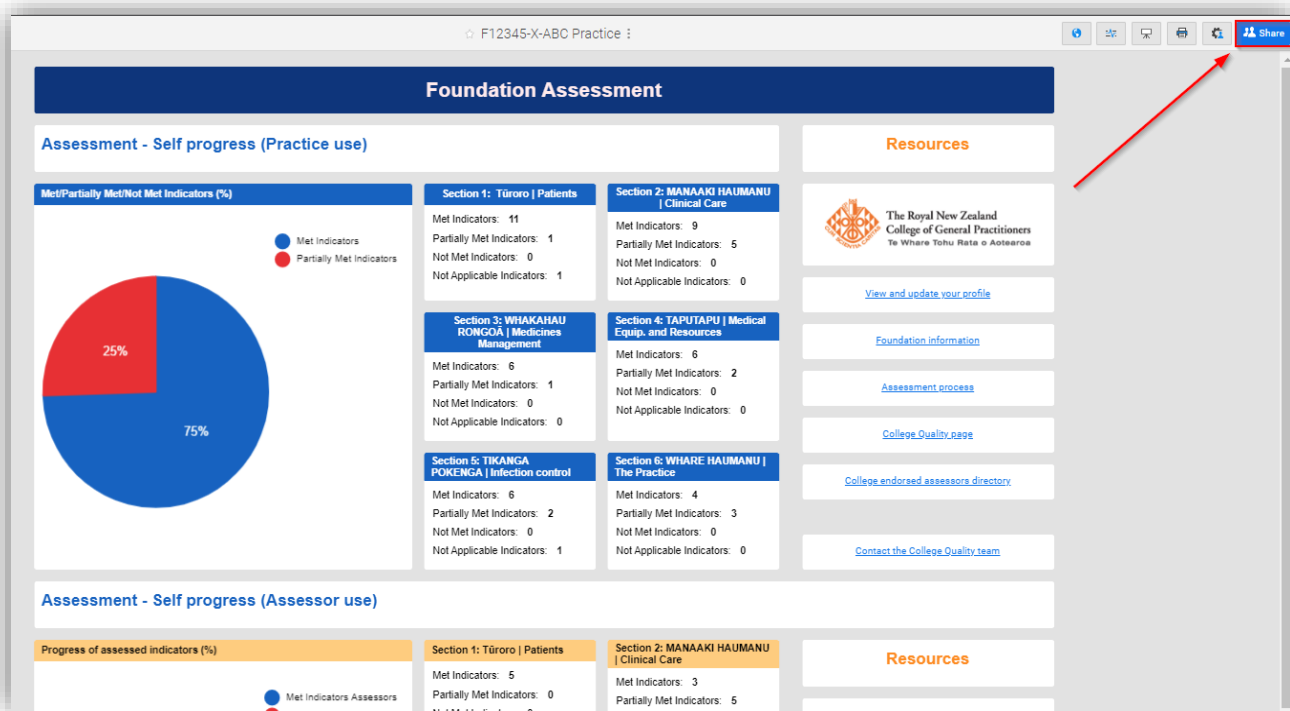 F12345-X-ABC Practice
Share
Foundation Assessment
Assessment - Self progress (Practice use)
Met/Partially Met/Not Met Indicators (%)
Met Indicators
Partially Met Indicators
25%
75%
Section 1: Tūroro | Patients
Met Indicators: 11
Partially Met Indicators: 1
Not Met Indicators: 0
Not Applicable Indicators: 1
Section 2: MANAAKI HAUMANU
| Clinical Care
Met Indicators: 9
Partially Met Indicators: 5
Not Met Indicators: 0
Not Applicable Indicators: 0
Section 3: WHAKAHAU
RONGOĀ | Medicines
Management
Met Indicators: 6
Partially Met Indicators: 1
Not Met Indicators: 0
Not Applicable Indicators: 0
Section 4: TAPUTAPU | Medical
Equip. and Resources
Met Indicators: 6
Partially Met Indicators: 2
Not Met Indicators: 0
Not Applicable Indicators: 0
Section 5: TIKANGA
POKENGA | Infection control
Met Indicators: 6
Partially Met Indicators: 2
Not Met Indicators: 0
Not Applicable Indicators: 1
Section 6: WHARE HAUMANU |
The Practice
Met Indicators: 4
Partially Met Indicators: 3
Not Met Indicators: 0
Not Applicable Indicators: 0
Resources
The Royal New Zealand
College of General Practitioners
Te Whare Tohu Rata o Aotearoa
View and update your profile
Foundation information
Assessment process
College Quality page
College endorsed assessors directory
Contact the College Quality team
Assessment - Self progress (Assessor use)
Progress of assessed indicators (%)
Met Indicators Assessors
Section 1: Tūroro | Patients
Met Indicators: 5
Partially Met Indicators: 0
Section 2: MANAAKI HAUMANU
| Clinical Care
Met Indicators: 3
Partially Met Indicators: 5
Resources